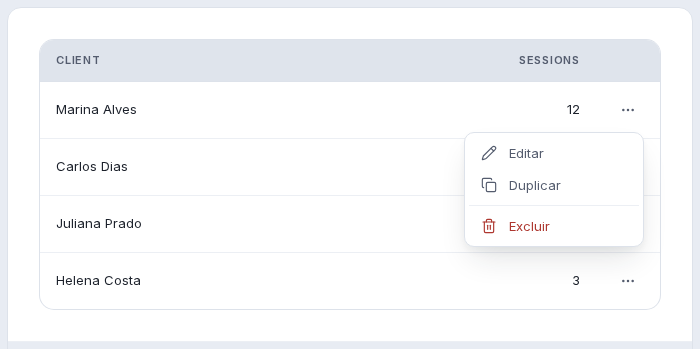 CLIENT SESSIONS
Marina Alves 12
Carlos Dias
Editar
Duplicar
Juliana Prado
Excluir
Helena Costa 3